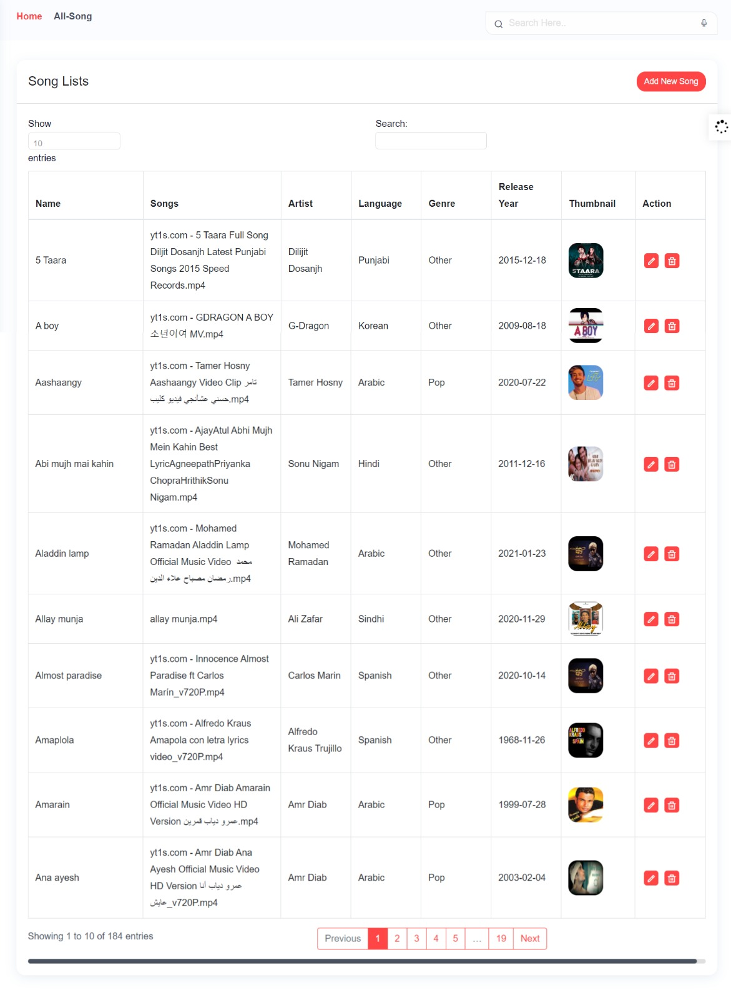 Home All-Song
Search Here..
Song Lists
Add New Song
Show
10
entries
Search:
Name Songs Artist Language Genre Release Year Thumbnail Action
5 Taara
yt1s.com - 5 Taara Full Song
Diljit Dosanjh Latest Punjabi
Songs 2015 Speed
Records.mp4
Dilijit
Dosanjh
Punjabi
Other
2015-12-18
5TAARA
A boy
yt1s.com - GDRAGON A BOY
소년이여 MV.mp4
G-Dragon
Korean
Other
2009-08-18
A BOY
Aashaangy
yt1s.com - Tamer Hosny
Aashaangy Video Clip تامر
حسني عشأنجي فيديو كليب.mp4
Tamer Hosny
Arabic
Pop
2020-07-22
Abi mujh mai kahin
yt1s.com - AjayAtul Abhi Mujh
Mein Kahin Best
LyricAgneepathPriyanka
ChopraHrithikSonu
Nigam.mp4
Sonu Nigam
Hindi
Other
2011-12-16
Aladdin lamp
yt1s.com - Mohamed
Ramadan Aladdin Lamp
Official Music Video محمد
رمضان مصباح علاء الدين.mp4
Mohamed
Ramadan
Arabic
Other
2021-01-23
Allay munja
allay munja.mp4
Ali Zafar
Sindhi
Other
2020-11-29
Allay
Almost paradise
yt1s.com - Innocence Almost
Paradise ft Carlos
Marín_v720P.mp4
Carlos Marin
Spanish
Other
2020-10-14
Amaplola
yt1s.com - Alfredo Kraus
Amapola con letra lyrics
video_v720P.mp4
Alfredo
Kraus Trujillo
Spanish
Other
1968-11-26
ALFREDO
KRAUS
SPAIN
Amarain
yt1s.com - Amr Diab Amarain
Official Music Video HD
Version عمرو دياب قمرين.mp4
Amr Diab
Arabic
Pop
1999-07-28
Ana ayesh
yt1s.com - Amr Diab Ana
Ayesh Official Music Video
HD Version عمرو دياب أنا
عايش_v720P.mp4
Amr Diab
Arabic
Pop
2003-02-04
Showing 1 to 10 of 184 entries
Previous 1 2 3 4 5 … 19 Next